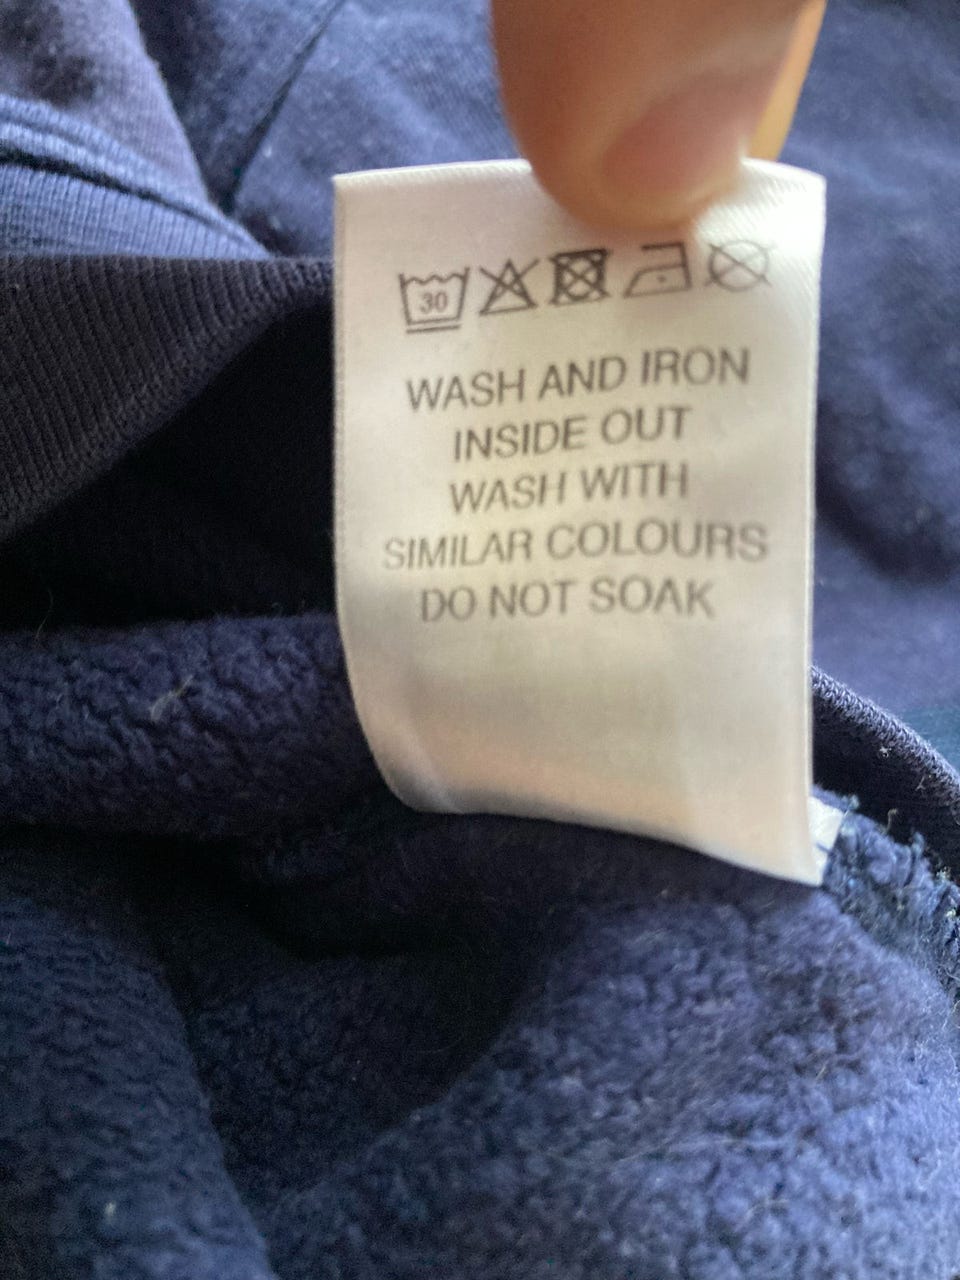 30
WASH AND IRON
INSIDE OUT
WASH WITH
SIMILAR COLOURS
DO NOT SOAK